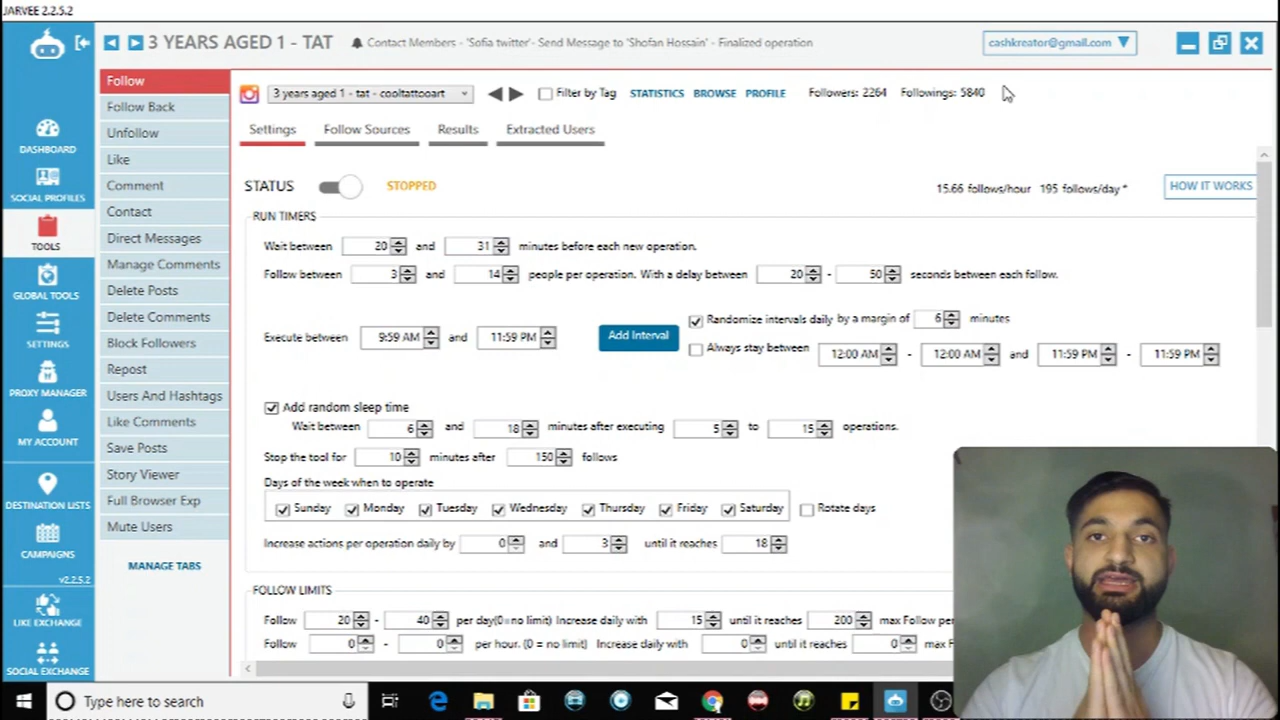 JARVEE 2.2.5.2
3 YEARS AGED 1 - TAT
Contact Members - 'Sofia twitter'- Send Message to 'Shofan Hossain' - Finalized operation
cashkreator@gmail.com
Follow
Follow Back
Unfollow
Like
Comment
Contact
Direct Messages
Manage Comments
Delete Posts
Delete Comments
Block Followers
Repost
Users And Hashtags
Like Comments
Save Posts
Story Viewer
Full Browser Exp
Mute Users
MANAGE TABS
DASHBOARD
SOCIAL PROFILES
TOOLS
GLOBAL TOOLS
SETTINGS
PROXY MANAGER
MY ACCOUNT
DESTINATION LISTS
CAMPAIGNS
v2.2.5.2
LIKE EXCHANGE
SOCIAL EXCHANGE
3 years aged 1 - tat - cooltattooart
Filter by Tag
STATISTICS BROWSE PROFILE
Followers: 2264 Followings: 5840
Settings Follow Sources Results Extracted Users
STATUS STOPPED
15.66 follows/hour 195 follows/day *
HOW IT WORKS
RUN TIMERS
Wait between 20 and 31 minutes before each new operation.
Follow between 3 and 14 people per operation. With a delay between 20 - 50 seconds between each follow.
Execute between 9:59 AM and 11:59 PM Add Interval
Randomize intervals daily by a margin of 6 minutes
Always stay between 12:00 AM - 12:00 AM and 11:59 PM - 11:59 PM
Add random sleep time
Wait between 6 and 18 minutes after executing 5 to 15 operations.
Stop the tool for 10 minutes after 150 follows
Days of the week when to operate
Sunday Monday Tuesday Wednesday Thursday Friday Saturday Rotate days
Increase actions per operation daily by 0 and 3 until it reaches 18
FOLLOW LIMITS
Follow 20 - 40 per day(0=no limit) Increase daily with 15 until it reaches 200 max Follow pe
Follow 0 - 0 per hour. (0 = no limit) Increase daily with 0 until it reaches 0 max F
Type here to search